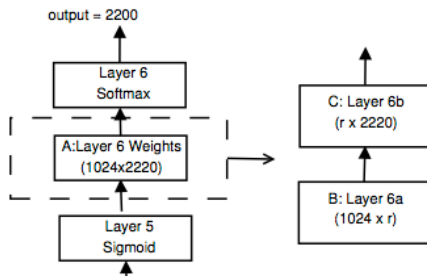 output = 2200
Layer 6
Softmax
A:Layer 6 Weights
(1024x2220)
Layer 5
Sigmoid
C: Layer 6b
(r x 2220)
B: Layer 6a
(1024 x r)